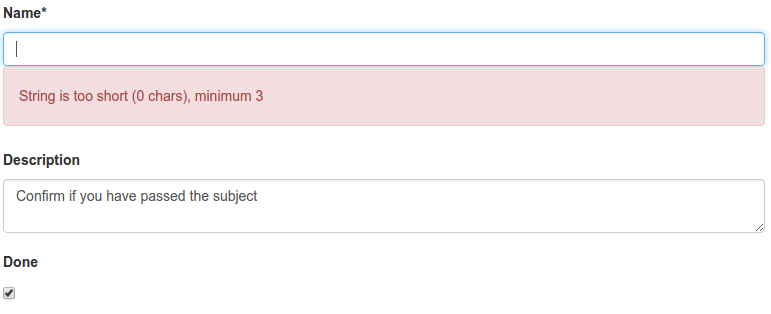 Name*
String is too short (0 chars), minimum 3
Description
Confirm if you have passed the subject
Done